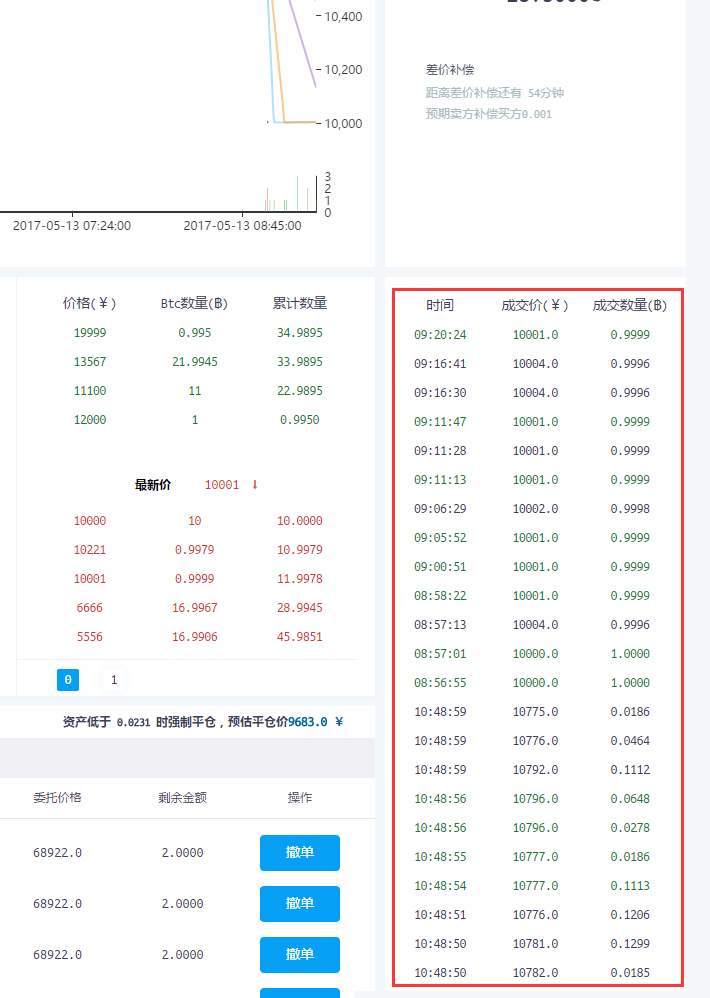 10,400
10,200
10,000
3
2
1
0
2017-05-13 07:24:00 2017-05-13 08:45:00
差价补偿
距离差价补偿还有 54分钟
预期卖方补偿买方0.001
价格(￥) Btc数量(฿) 累计数量
19999 0.995 34.9895
13567 21.9945 33.9895
11100 11 22.9895
12000 1 0.9950
最新价 10001 ↓
10000 10 10.0000
10221 0.9979 10.9979
10001 0.9999 11.9978
6666 16.9967 28.9945
5556 16.9906 45.9851
0 1
资产低于 0.0231 时强制平仓，预估平仓价9683.0 ￥
委托价格 剩余金额 操作
68922.0 2.0000 撤单
68922.0 2.0000 撤单
68922.0 2.0000 撤单
时间 成交价(￥) 成交数量(฿)
09:20:24 10001.0 0.9999
09:16:41 10004.0 0.9996
09:16:30 10004.0 0.9996
09:11:47 10001.0 0.9999
09:11:28 10001.0 0.9999
09:11:13 10001.0 0.9999
09:06:29 10002.0 0.9998
09:05:52 10001.0 0.9999
09:00:51 10001.0 0.9999
08:58:22 10001.0 0.9999
08:57:13 10004.0 0.9996
08:57:01 10000.0 1.0000
08:56:55 10000.0 1.0000
10:48:59 10775.0 0.0186
10:48:59 10776.0 0.0464
10:48:59 10792.0 0.1112
10:48:56 10796.0 0.0648
10:48:56 10796.0 0.0278
10:48:55 10777.0 0.0186
10:48:54 10777.0 0.1113
10:48:51 10776.0 0.1206
10:48:50 10781.0 0.1299
10:48:50 10782.0 0.0185